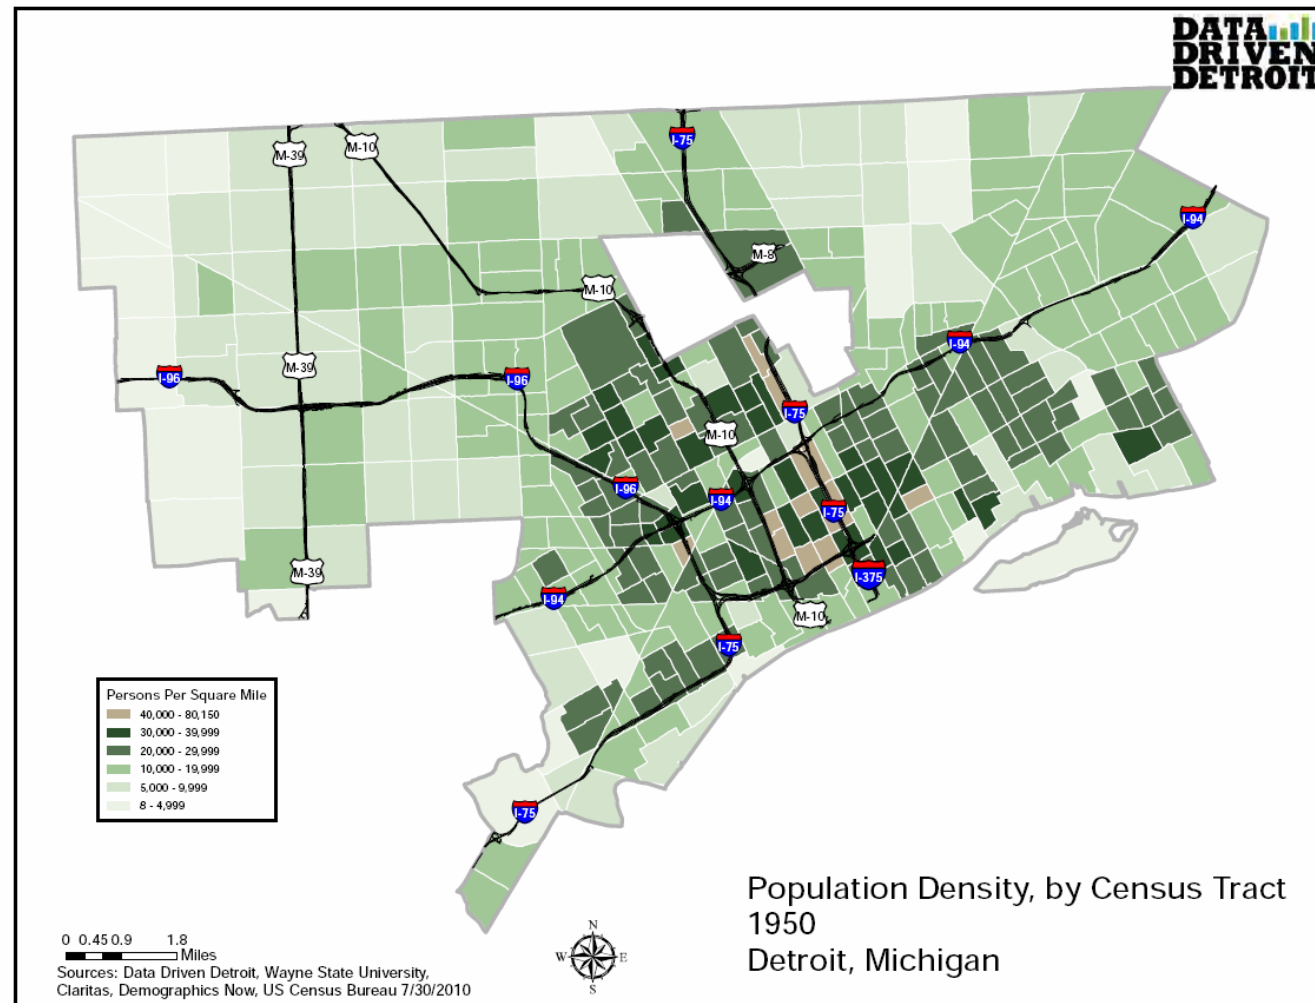 DATA
DRIVEN
DETROIT
I-75
M-39
M-10
I-94
M-8
M-10
I-94
M-39
I-96
I-96
I-75
M-10
I-96
I-94
I-75
M-39
I-94
I-375
M-10
I-75
I-75
Persons Per Square Mile
40,000 - 80,150
30,000 - 39,999
20,000 - 29,999
10,000 - 19,999
5,000 - 9,999
8 - 4,999
Population Density, by Census Tract
1950
Detroit, Michigan
N
W E
S
0 0.45 0.9 1.8
Miles
Sources: Data Driven Detroit, Wayne State University,
Claritas, Demographics Now, US Census Bureau 7/30/2010